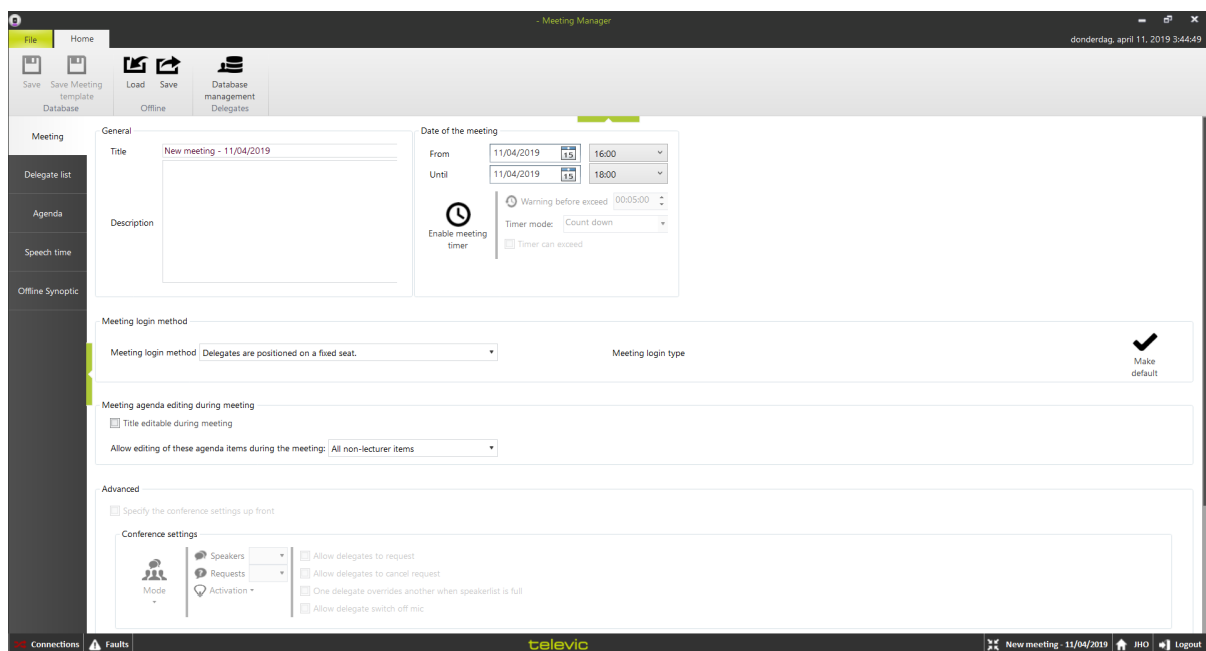 - Meeting Manager
File Home
donderdag, april 11, 2019 3:44:49
Save Save Meeting template
Database
Load Save
Offline
Database management
Delegates
Meeting
Delegate list
Agenda
Speech time
Offline Synoptic
General
Title New meeting - 11/04/2019
Description
Date of the meeting
From 11/04/2019 15 16:00
Until 11/04/2019 15 18:00
Enable meeting timer
Warning before exceed 00:05:00
Timer mode: Count down
Timer can exceed
Meeting login method
Meeting login method Delegates are positioned on a fixed seat.
Meeting login type
Make default
Meeting agenda editing during meeting
Title editable during meeting
Allow editing of these agenda items during the meeting: All non-lecturer items
Advanced
Specify the conference settings up front
Conference settings
Mode
Speakers
Requests
Activation
Allow delegates to request
Allow delegates to cancel request
One delegate overrides another when speakerlist is full
Allow delegate switch off mic
Connections Faults televic New meeting - 11/04/2019 JHO Logout